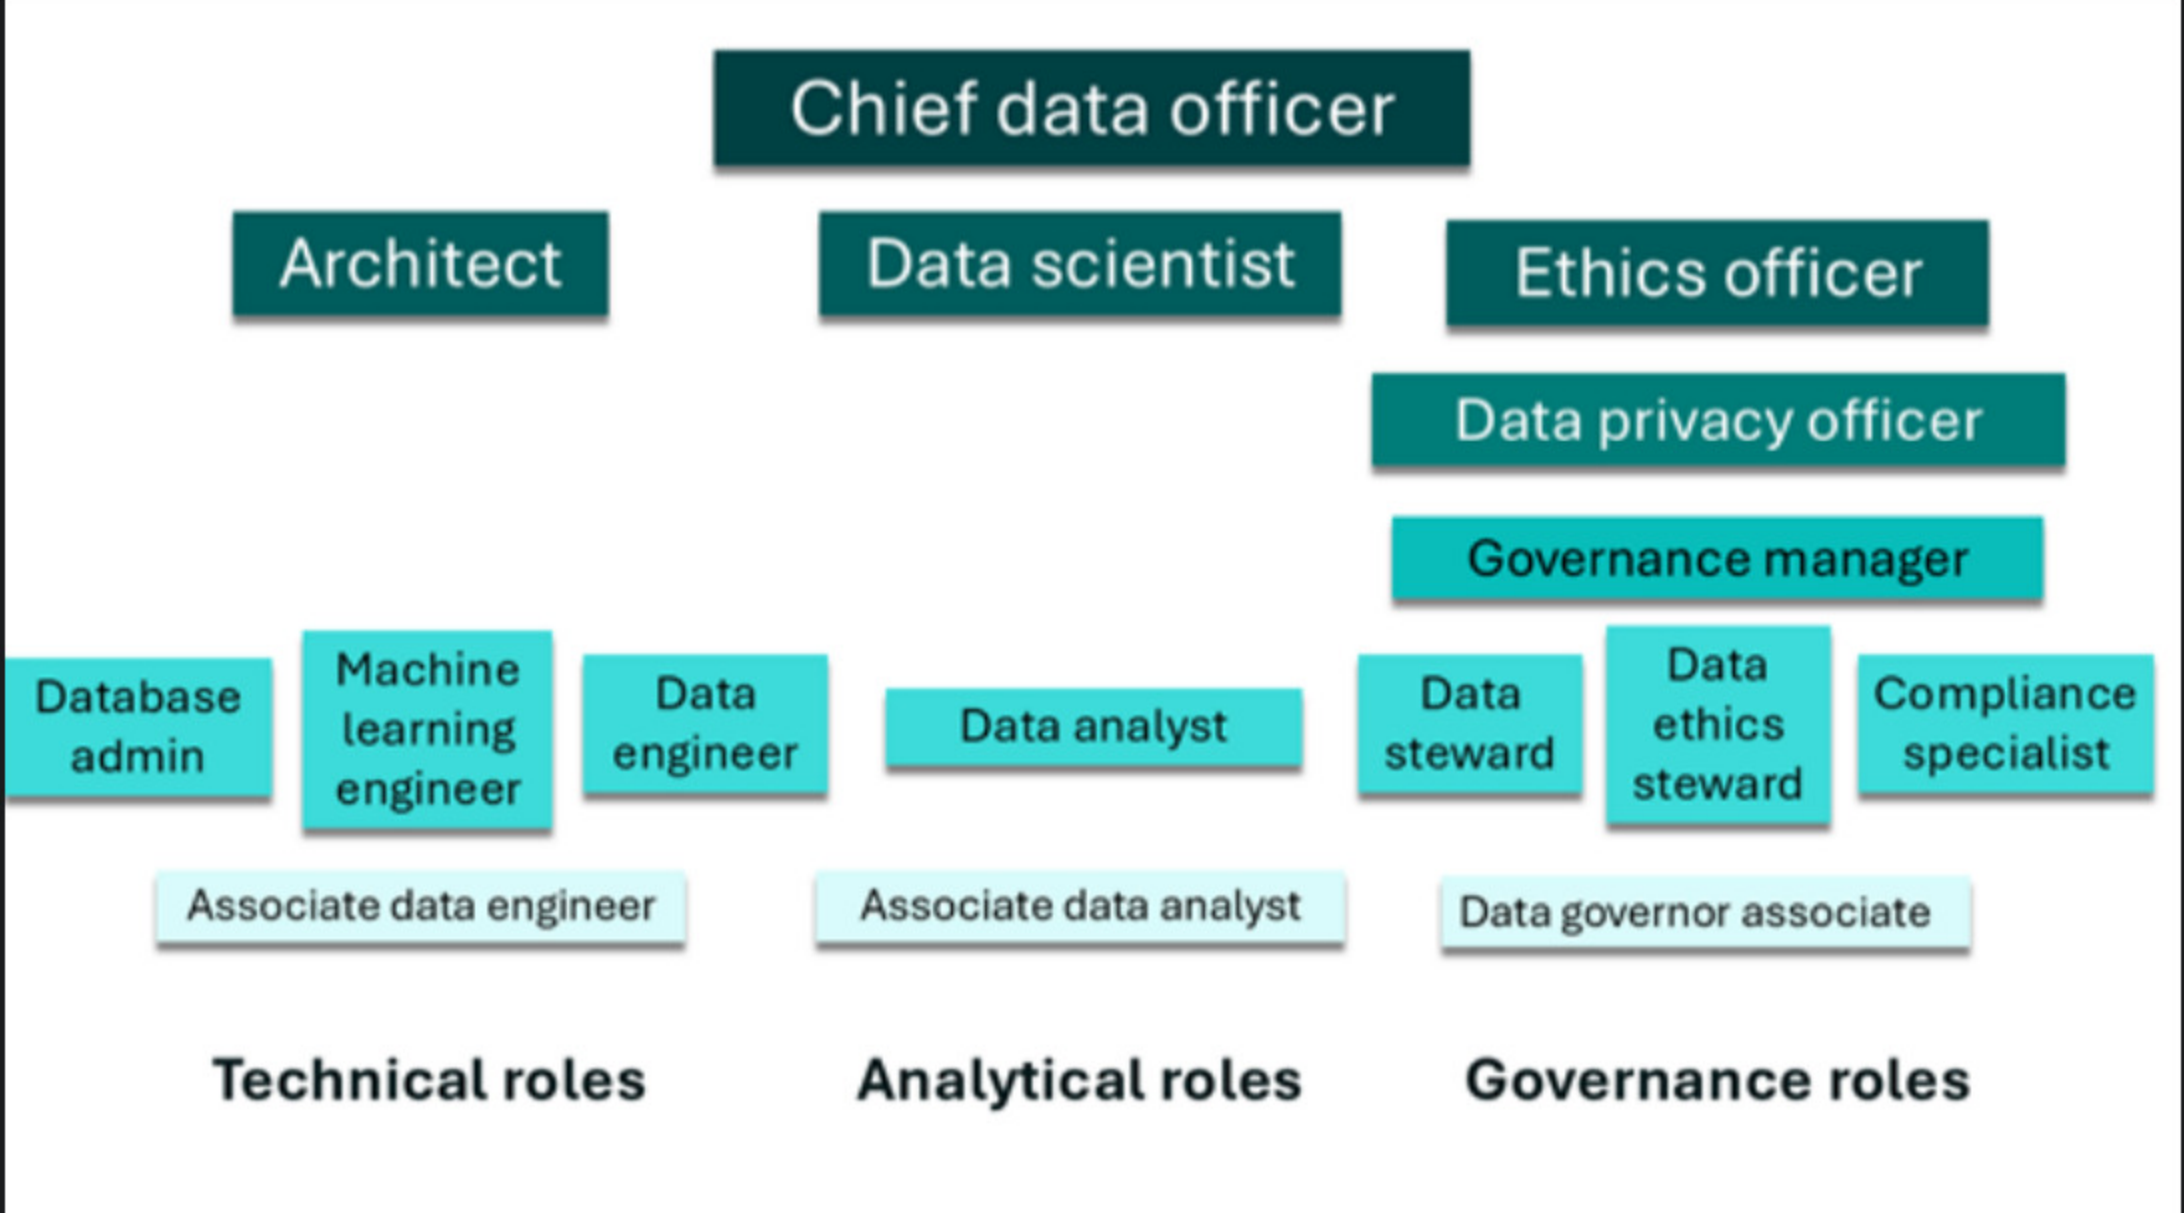 Chief data officer
Architect
Data scientist
Ethics officer
Data privacy officer
Governance manager
Database
admin
Machine
learning
engineer
Data
engineer
Data analyst
Data
steward
Data
ethics
steward
Compliance
specialist
Associate data engineer
Associate data analyst
Data governor associate
Technical roles
Analytical roles
Governance roles